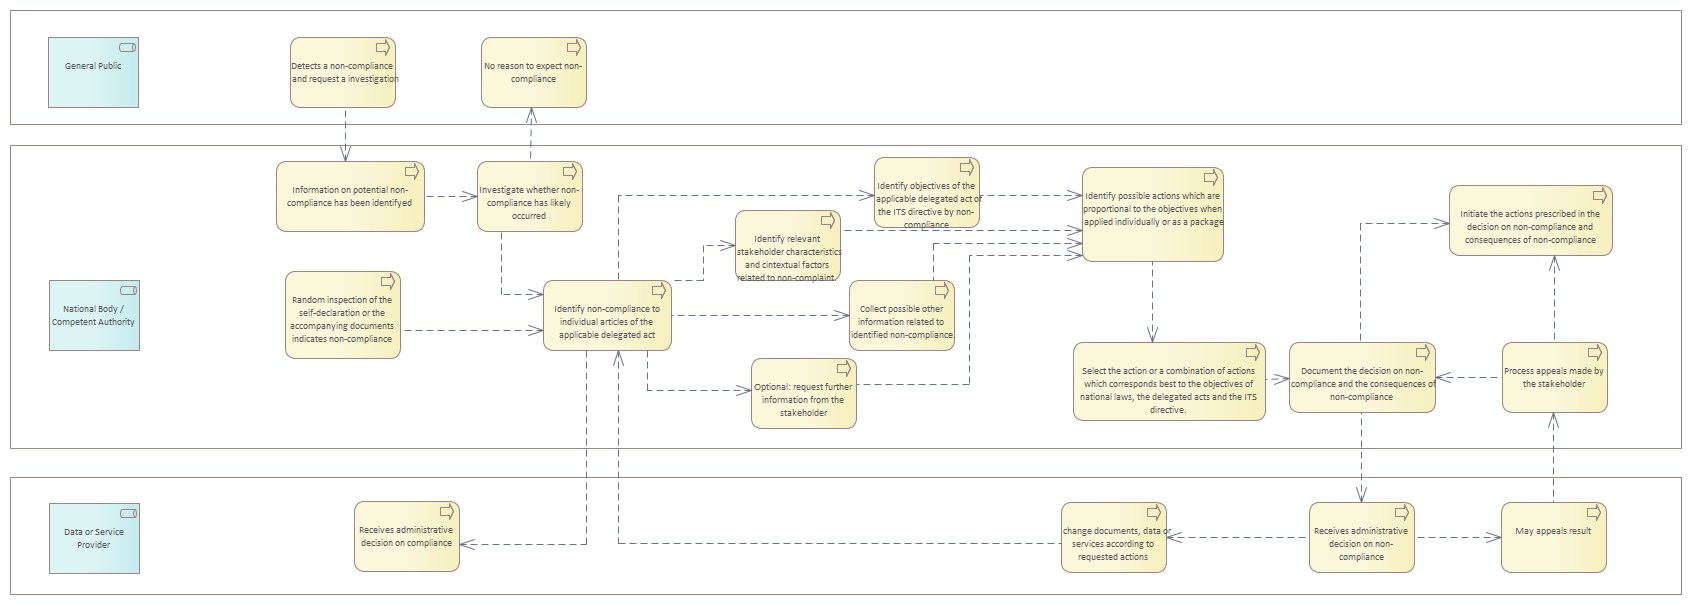 General Public
Detects a non-compliance
and request a investigation
No reason to expect non-
compliance
Information on potential non-
compliance has been identifyed
Investigate whether non-
compliance has likely
occurred
Identify objectives of the
applicable delegated act of
the ITS directive by non-
compliance
Identify possible actions which are
proportional to the objectives when
applied individually or as a package
Initiate the actions prescribed in the
decision on non-compliance and
consequences of non-compliance
Identify relevant
stakeholder characteristics
and cintextual factors
related to non-complaint.
National Body /
Competent Authority
Random inspection of the
self-declaration or the
accompanying documents
indicates non-compliance
Identify non-compliance to
individual articles of the
applicable delegated act
Collect possible other
information related to
identified non-compliance.
Optional: request further
information from the
stakeholder
Select the action or a combination of actions
which corresponds best to the objectives of
national laws, the delegated acts and the ITS
directive.
Document the decision on non-
compliance and the consequences of
non-compliance
Process appeals made by
the stakeholder
Data or Service
Provider
Receives administrative
decision on compliance
change documents, data or
services according to
requested actions
Receives administrative
decision on non-
compliance
May appeals result